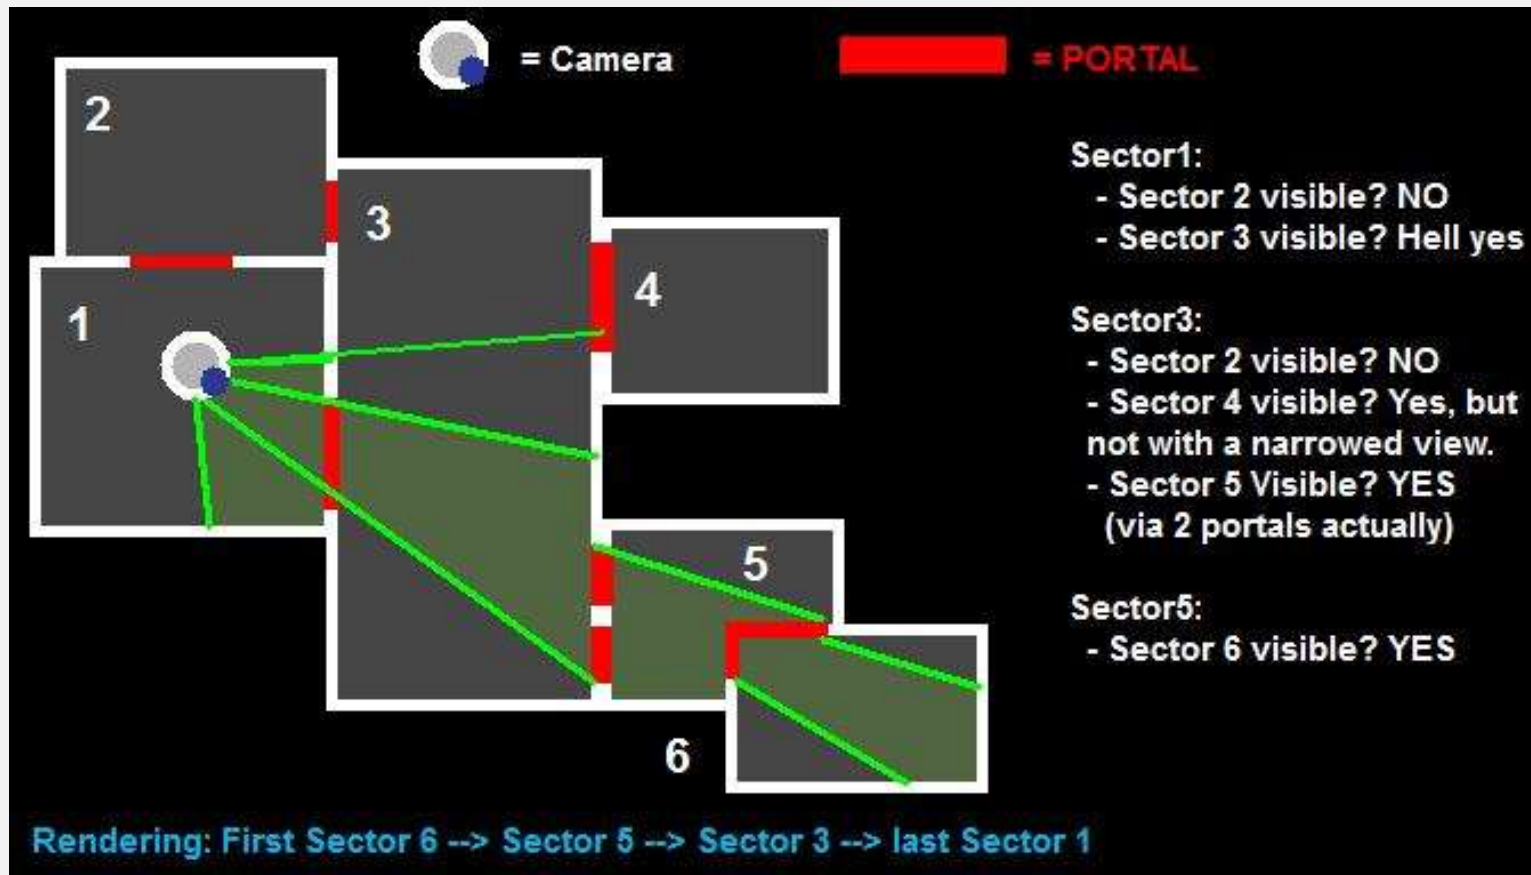 = Camera
= PORTAL
2
3
4
1
5
6
Sector1:
- Sector 2 visible? NO
- Sector 3 visible? Hell yes
Sector3:
- Sector 2 visible? NO
- Sector 4 visible? Yes, but
not with a narrowed view.
- Sector 5 Visible? YES
(via 2 portals actually)
Sector5:
- Sector 6 visible? YES
Rendering: First Sector 6 --> Sector 5 --> Sector 3 --> last Sector 1